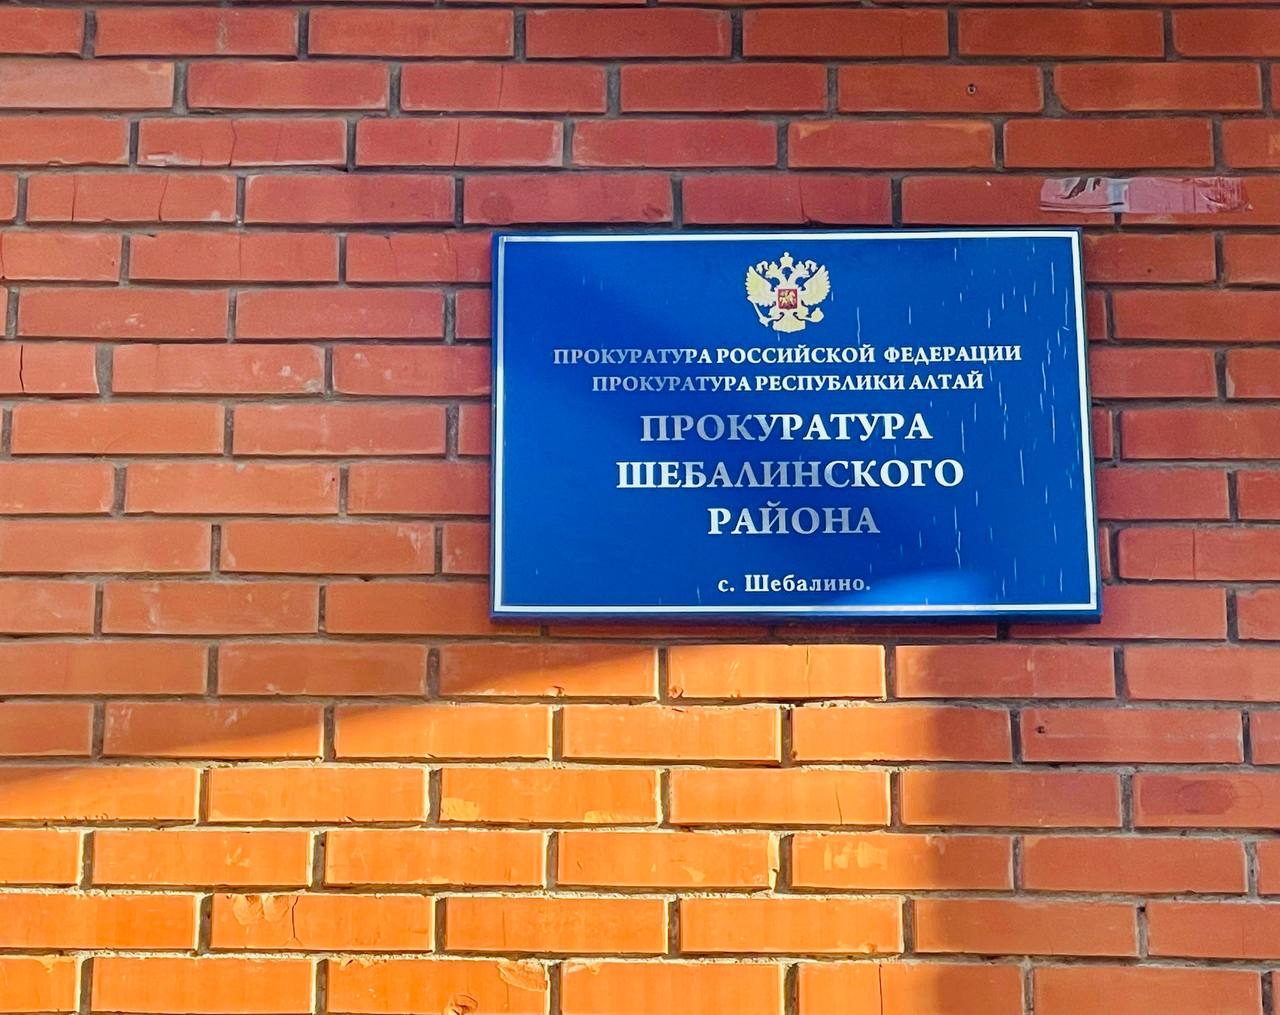 ПРОКУРАТУРА РОССИЙСКОЙ ФЕДЕРАЦИИ
ПРОКУРАТУРА РЕСПУБЛИКИ АЛТАЙ
ПРОКУРАТУРА
ШЕБАЛИНСКОГО
РАЙОНА
с. Шебалино.